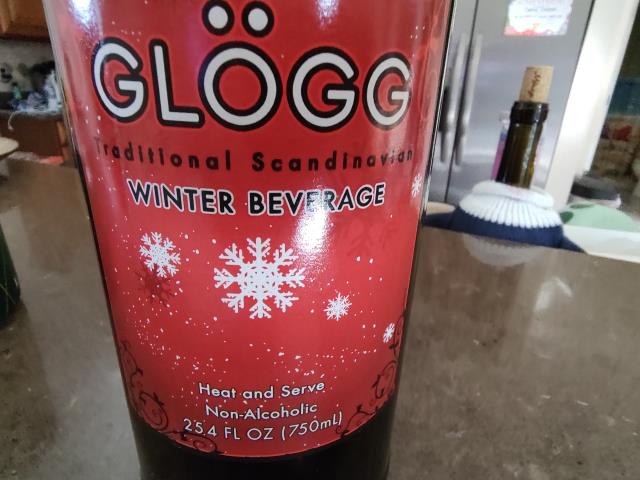 GLÖGG
Traditional Scandinavian
WINTER BEVERAGE
Heat and Serve
Non-Alcoholic
25.4 FL OZ (750mL)